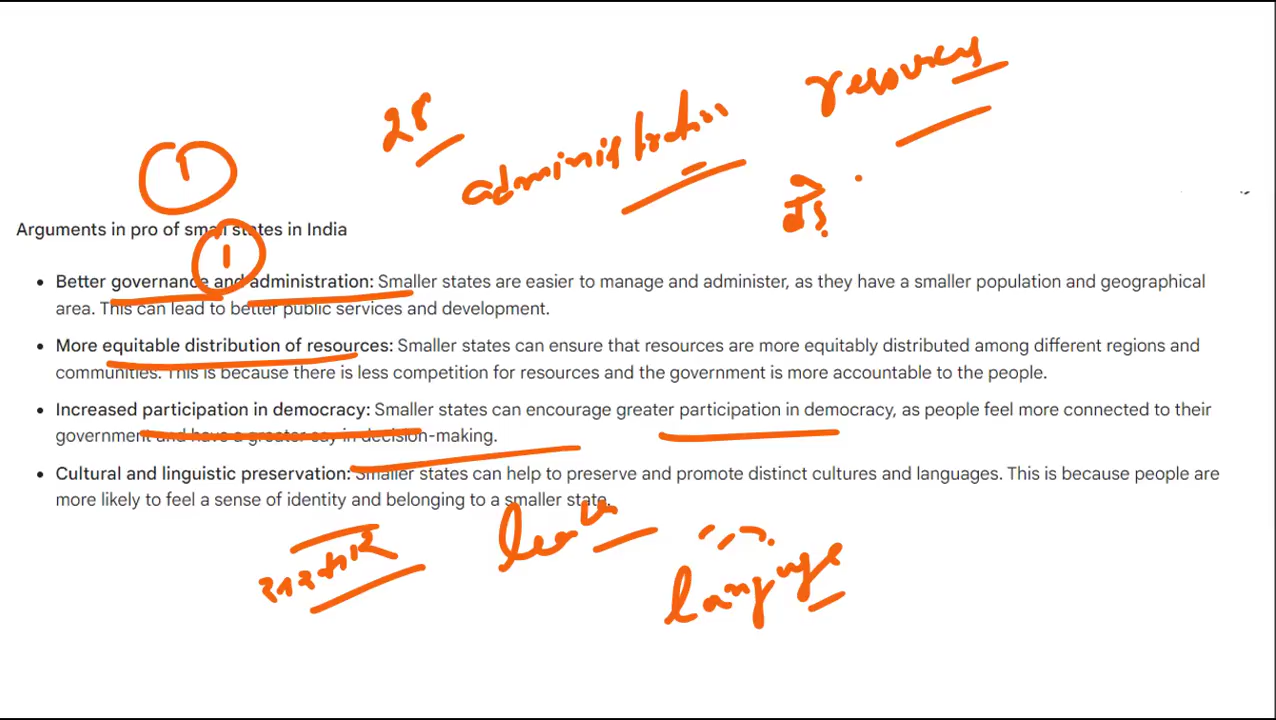 28
administration
resources
1
Arguments in pro of small states in India
1
• Better governance and administration: Smaller states are easier to manage and administer, as they have a smaller population and geographical
area. This can lead to better public services and development.
• More equitable distribution of resources: Smaller states can ensure that resources are more equitably distributed among different regions and
communities. This is because there is less competition for resources and the government is more accountable to the people.
• Increased participation in democracy: Smaller states can encourage greater participation in democracy, as people feel more connected to their
government and have a greater say in decision-making.
• Cultural and linguistic preservation: Smaller states can help to preserve and promote distinct cultures and languages. This is because people are
more likely to feel a sense of identity and belonging to a smaller state.
सरकार